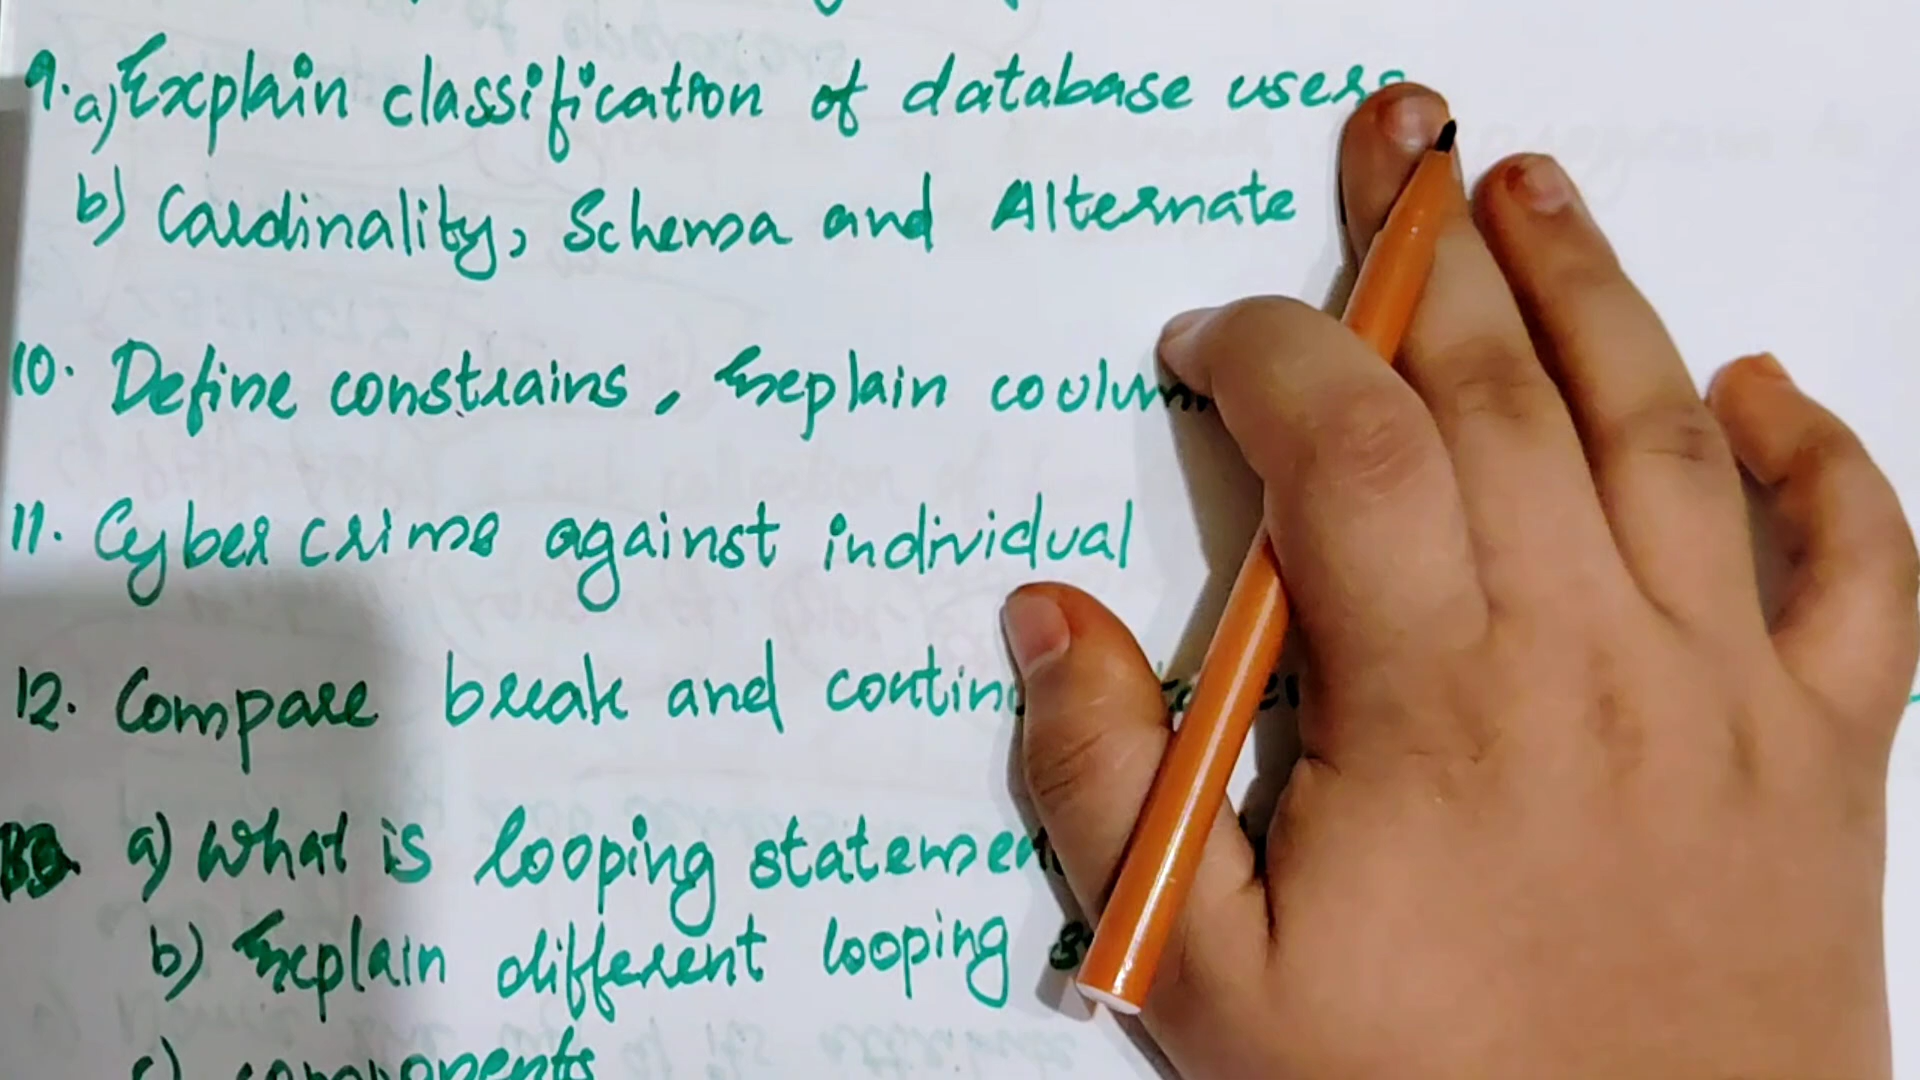 9. a) Explain classification of database users
b) Cardinality, Schema and Alternate
10. Define constrains, Explain
11. Cyber crime against individual
12. Compare break and
a) What is looping
b) Explain different looping
c) components